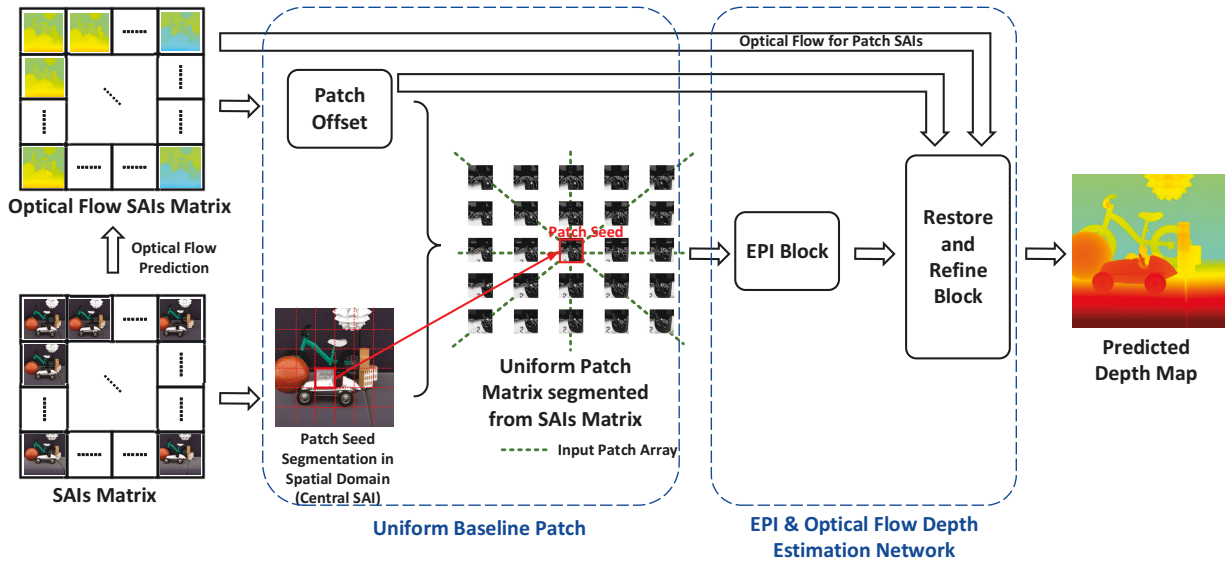 Optical Flow for Patch SAIs
Patch
Offset
Optical Flow SAIs Matrix
Optical Flow
Prediction
Patch Seed
EPI Block
Restore
and
Refine
Block
Predicted
Depth Map
SAIs Matrix
Patch Seed
Segmentation in
Spatial Domain
(Central SAI)
Uniform Patch
Matrix segmented
from SAIs Matrix
Input Patch Array
Uniform Baseline Patch
EPI & Optical Flow Depth
Estimation Network